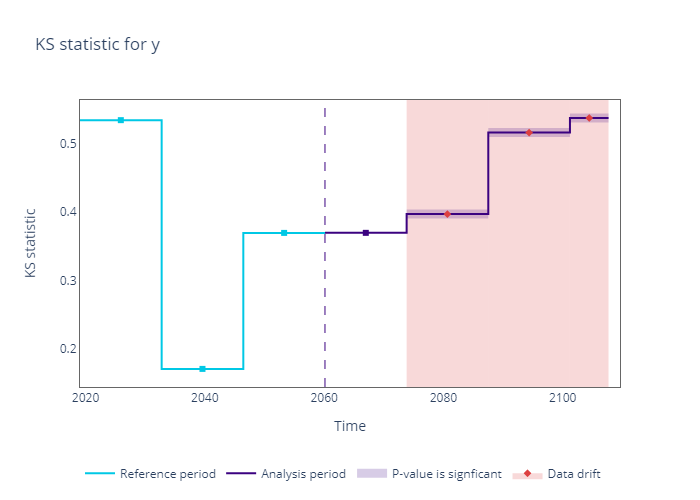 KS statistic for y
KS statistic
0.5
0.4
0.3
0.2
2020 2040 2060 2080 2100
Time
Reference period Analysis period P-value is signficant Data drift